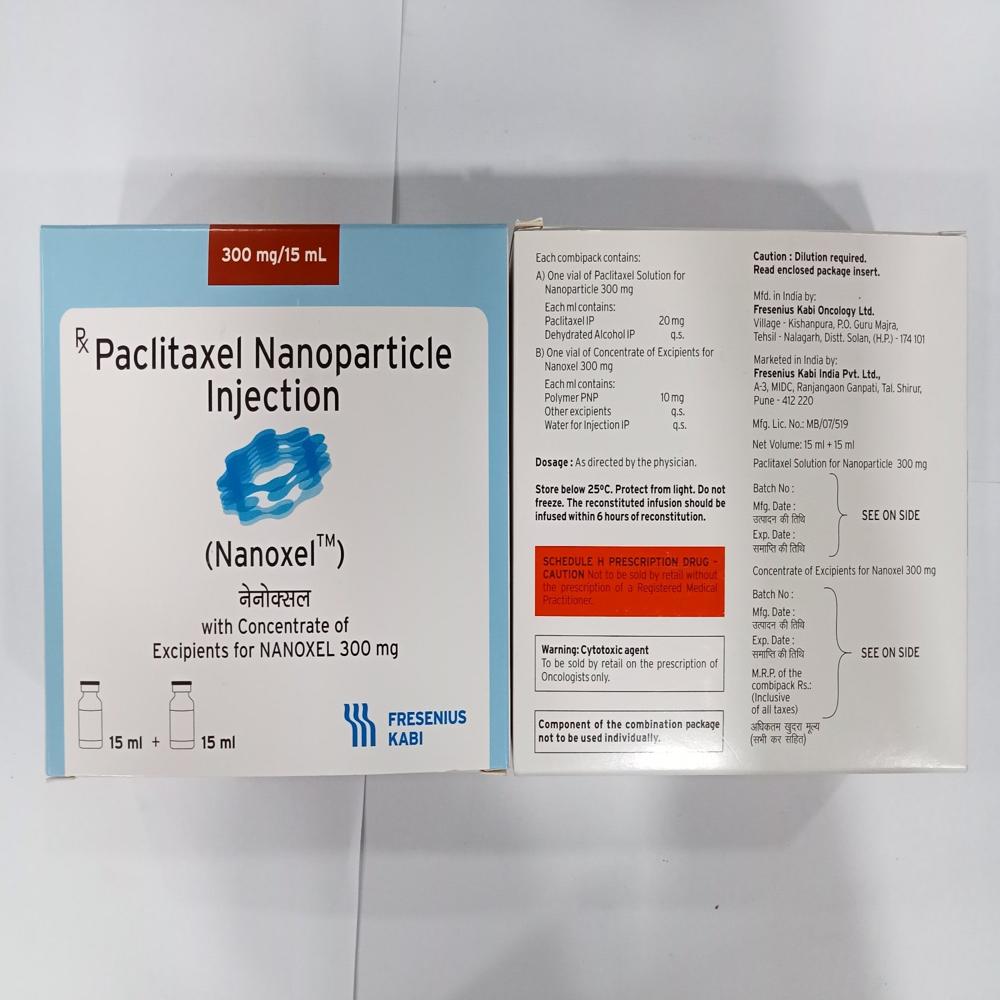 300 mg/15 mL
Rx Paclitaxel Nanoparticle
Injection
(Nanoxel™)
नेनोक्सल
with Concentrate of
Excipients for NANOXEL 300 mg
15 ml + 15 ml
FRESENIUS
KABI
Each combipack contains:
A) One vial of Paclitaxel Solution for
Nanoparticle 300 mg
Each ml contains:
Paclitaxel IP 20 mg
Dehydrated Alcohol IP q.s.
B) One vial of Concentrate of Excipients for
Nanoxel 300 mg
Each ml contains:
Polymer PNP 10 mg
Other excipients q.s.
Water for Injection IP q.s.
Dosage : As directed by the physician.
Store below 25°C. Protect from light. Do not
freeze. The reconstituted infusion should be
infused within 6 hours of reconstitution.
SCHEDULE H PRESCRIPTION DRUG –
CAUTION Not to be sold by retail without
the prescription of a Registered Medical
Practitioner.
Warning: Cytotoxic agent
To be sold by retail on the prescription of
Oncologists only.
Component of the combination package
not to be used individually.
Caution : Dilution required.
Read enclosed package insert.
Mfd. in India by:
Fresenius Kabi Oncology Ltd.
Village - Kishanpura, P.O. Guru Majra,
Tehsil - Nalagarh, Distt. Solan, (H.P.) - 174 101
Marketed in India by:
Fresenius Kabi India Pvt. Ltd.,
A-3, MIDC, Ranjangaon Ganpati, Tal. Shirur,
Pune - 412 220
Mfg. Lic. No.: MB/07/519
Net Volume: 15 ml + 15 ml
Paclitaxel Solution for Nanoparticle 300 mg
Batch No :
Mfg. Date :
उत्पादन की तिथि
SEE ON SIDE
Exp. Date :
समाप्ति की तिथि
Concentrate of Excipients for Nanoxel 300 mg
Batch No :
Mfg. Date :
उत्पादन की तिथि
Exp. Date :
समाप्ति की तिथि
SEE ON SIDE
M.R.P. of the
combipack Rs.:
(Inclusive
of all taxes)
अधिकतम खुदरा मूल्य
(सभी कर सहित)